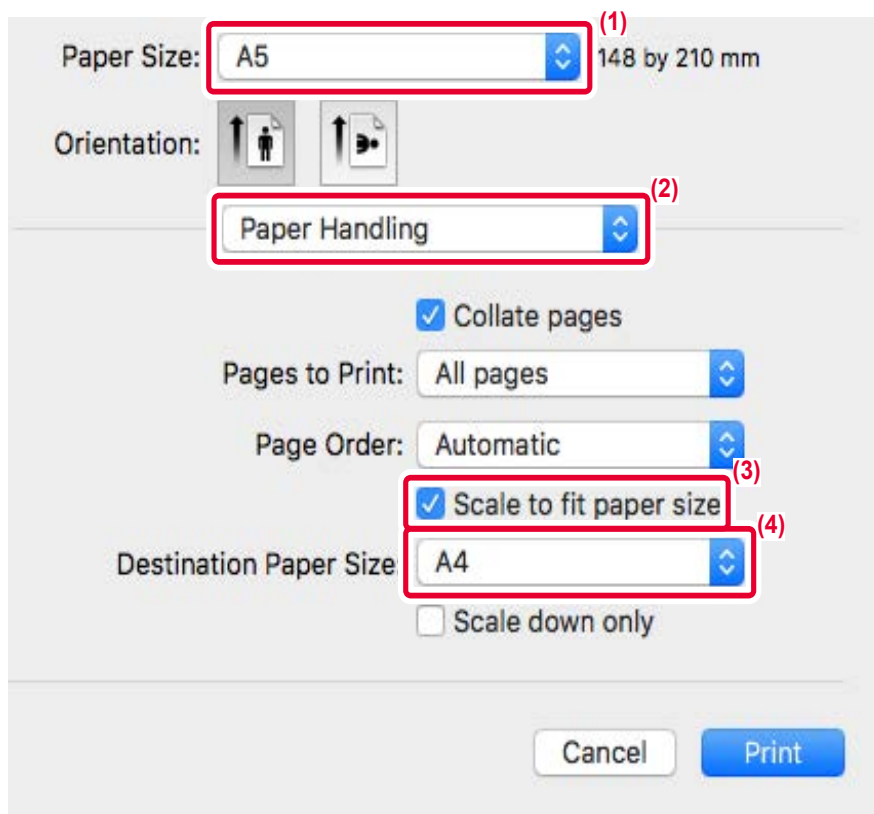 (1)
Paper Size: A5 148 by 210 mm
Orientation:
(2)
Paper Handling
Collate pages
Pages to Print: All pages
Page Order: Automatic
(3)
Scale to fit paper size
(4)
Destination Paper Size: A4
Scale down only
Cancel Print